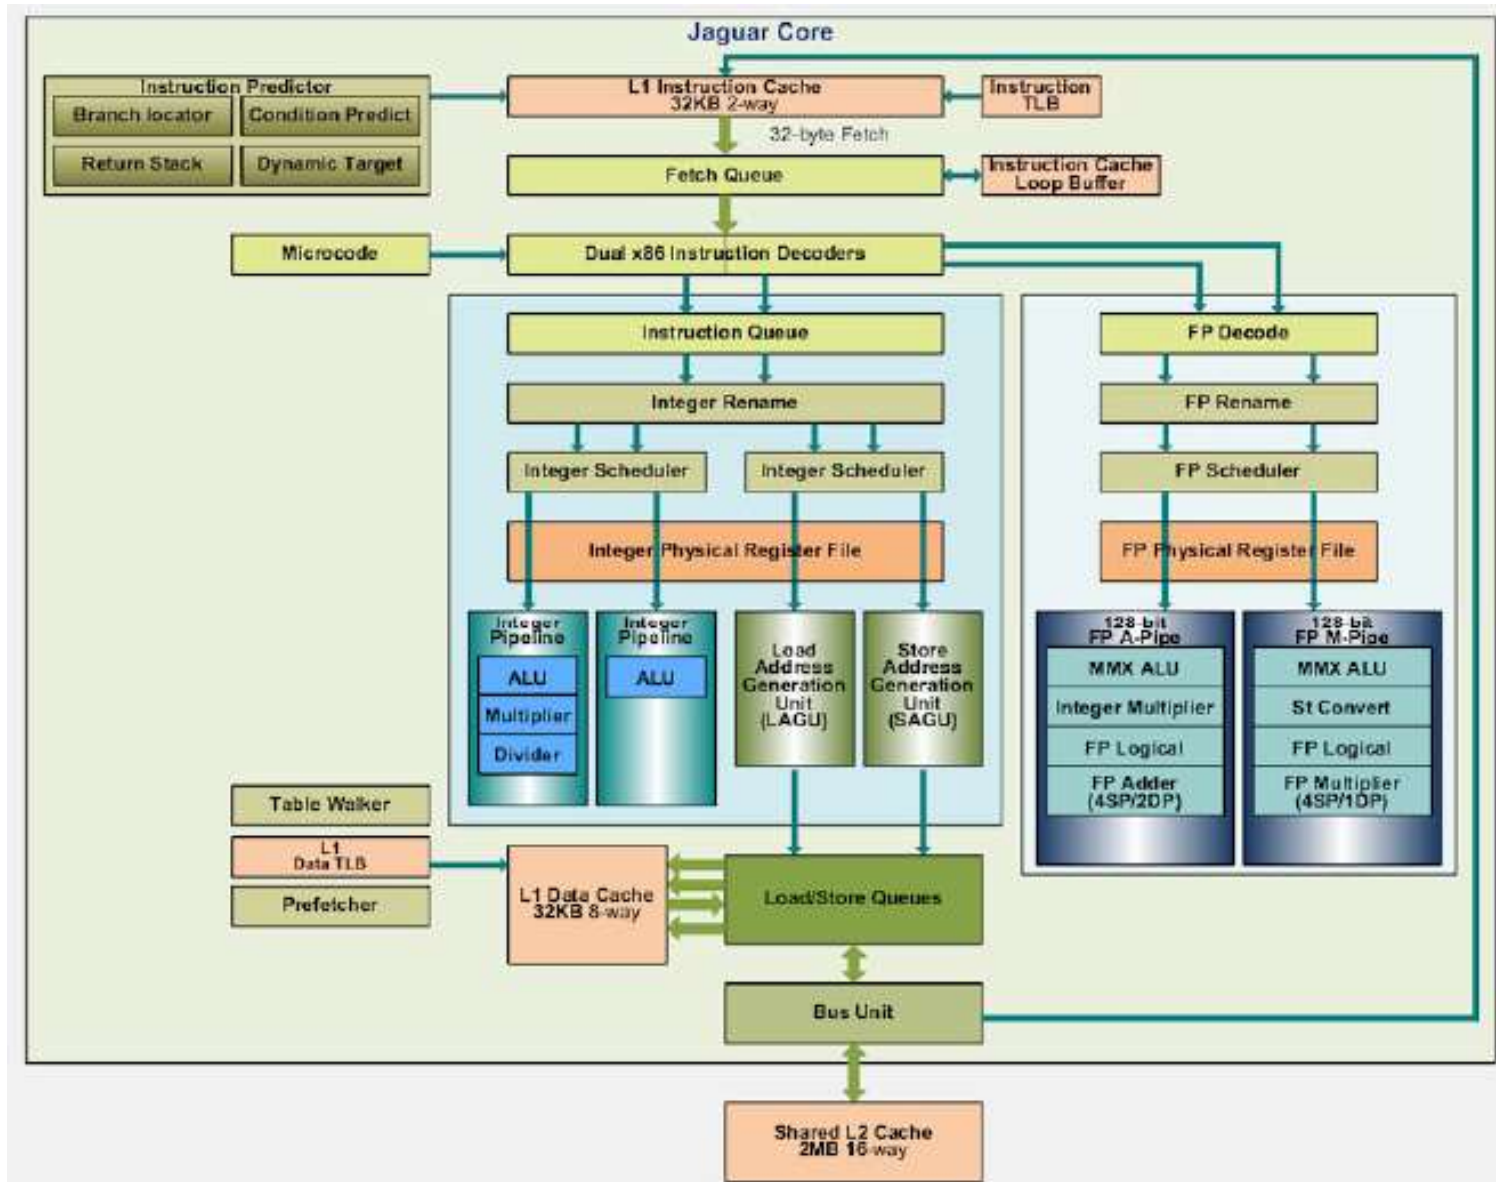 Jaguar Core
Instruction Predictor
Branch locator
Condition Predict
Return Stack
Dynamic Target
L1 Instruction Cache
32KB 2-way
Instruction
TLB
32-byte Fetch
Fetch Queue
Instruction Cache
Loop Buffer
Microcode
Dual x86 Instruction Decoders
Instruction Queue
FP Decode
Integer Rename
FP Rename
Integer Scheduler
Integer Scheduler
FP Scheduler
Integer Physical Register File
FP Physical Register File
Integer
Pipeline
ALU
Multiplier
Divider
Integer
Pipeline
ALU
Load
Address
Generation
Unit
(LAGU)
Store
Address
Generation
Unit
(SAGU)
128-bit
FP A-Pipe
MMX ALU
Integer Multiplier
FP Logical
FP Adder
(4SP/2DP)
128-bit
FP M-Pipe
MMX ALU
St Convert
FP Logical
FP Multiplier
(4SP/1DP)
Table Walker
L1
Data TLB
Prefetcher
L1 Data Cache
32KB 8-way
Load/Store Queues
Bus Unit
Shared L2 Cache
2MB 16-way